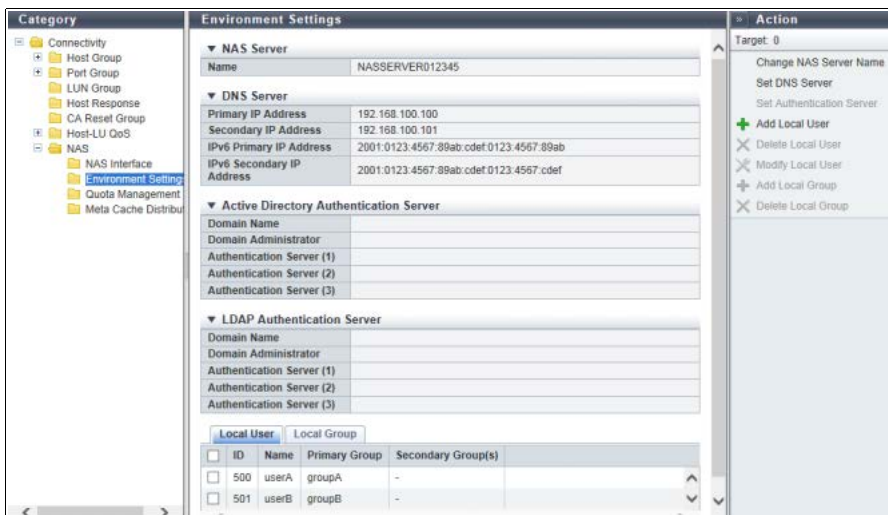 Category
Connectivity
Host Group
Port Group
LUN Group
Host Response
CA Reset Group
Host-LU QoS
NAS
NAS Interface
Environment Setting
Quota Management
Meta Cache Distribut
Environment Settings
▼ NAS Server
Name NASSERVER012345
▼ DNS Server
Primary IP Address 192.168.100.100
Secondary IP Address 192.168.100.101
IPv6 Primary IP Address 2001:0123:4567:89ab:cdef:0123:4567:89ab
IPv6 Secondary IP
Address 2001:0123:4567:89ab:cdef:0123:4567:cdef
▼ Active Directory Authentication Server
Domain Name
Domain Administrator
Authentication Server (1)
Authentication Server (2)
Authentication Server (3)
▼ LDAP Authentication Server
Domain Name
Domain Administrator
Authentication Server (1)
Authentication Server (2)
Authentication Server (3)
Local User Local Group
ID Name Primary Group Secondary Group(s)
500 userA groupA -
501 userB groupB -
» Action
Target: 0
Change NAS Server Name
Set DNS Server
Set Authentication Server
Add Local User
Delete Local User
Modify Local User
Add Local Group
Delete Local Group